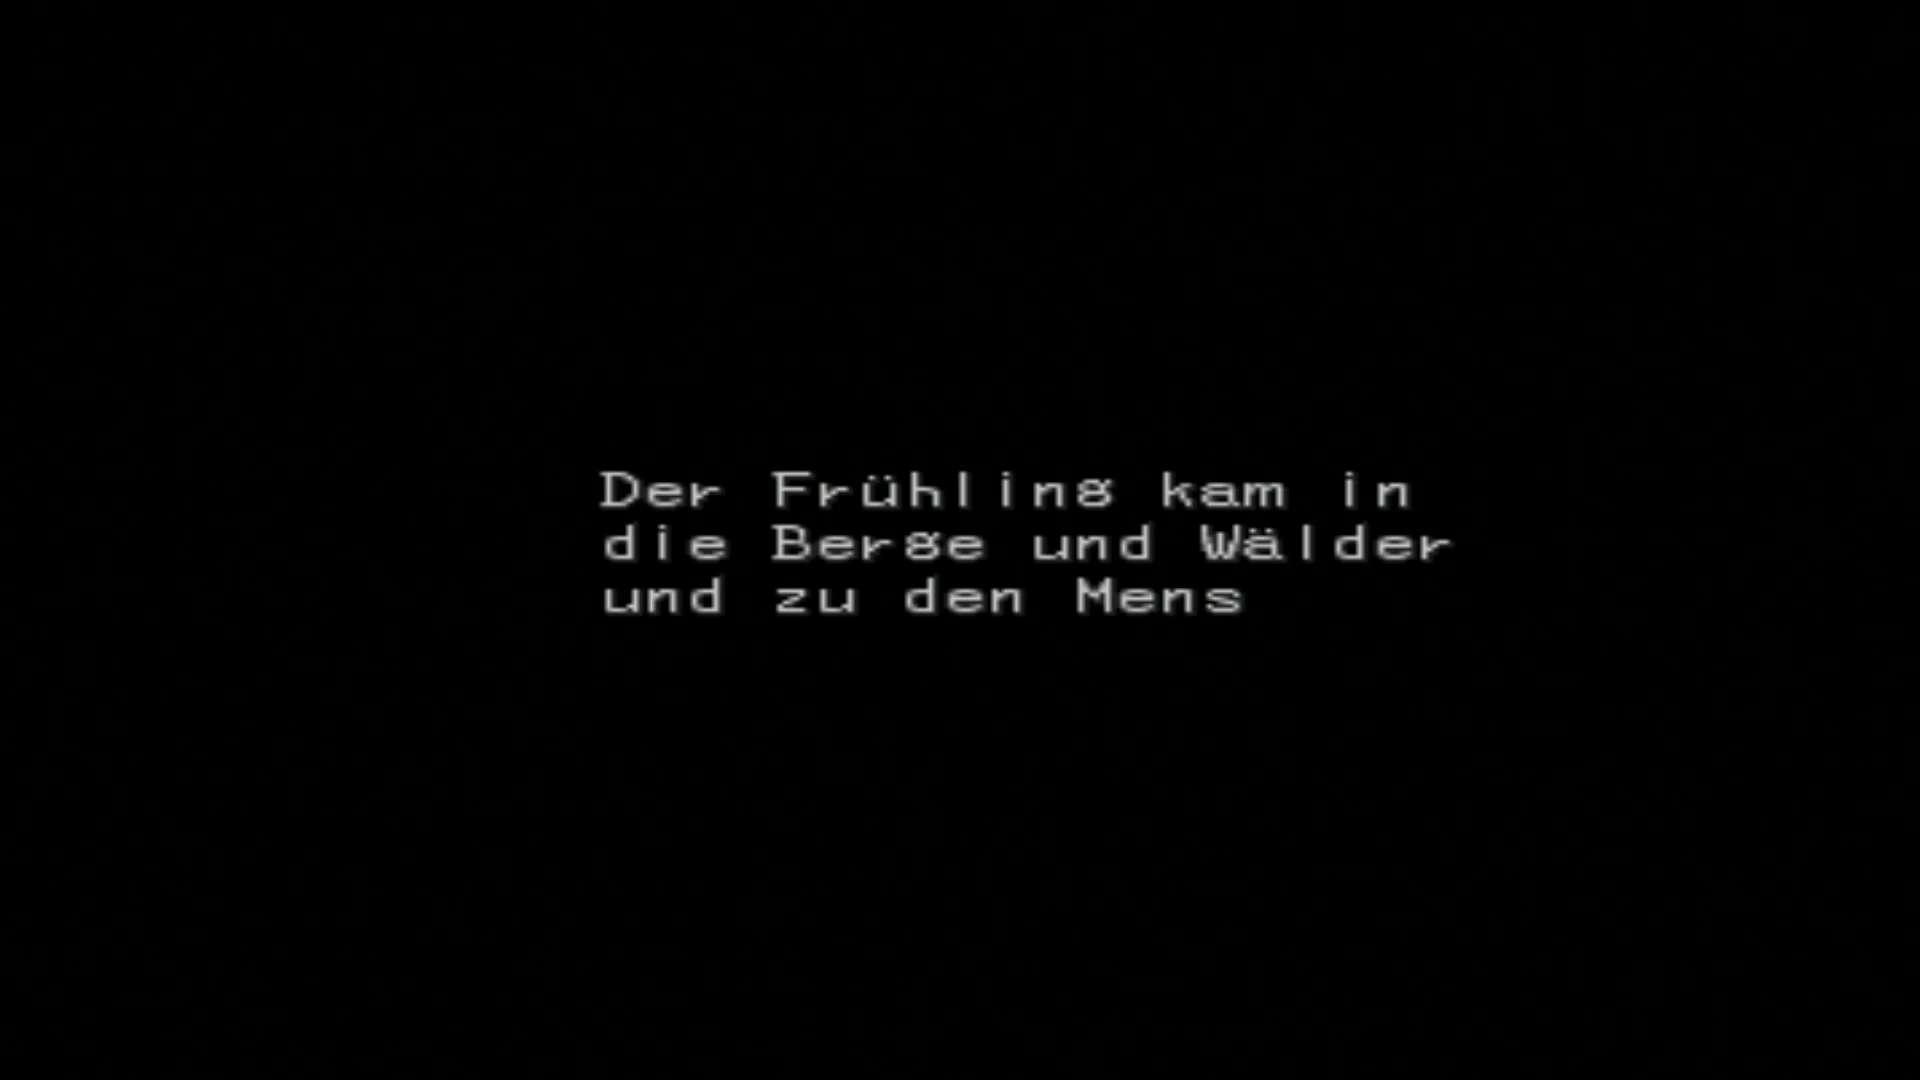 Der Frühling kam in
die Berge und Wälder
und zu den Mens